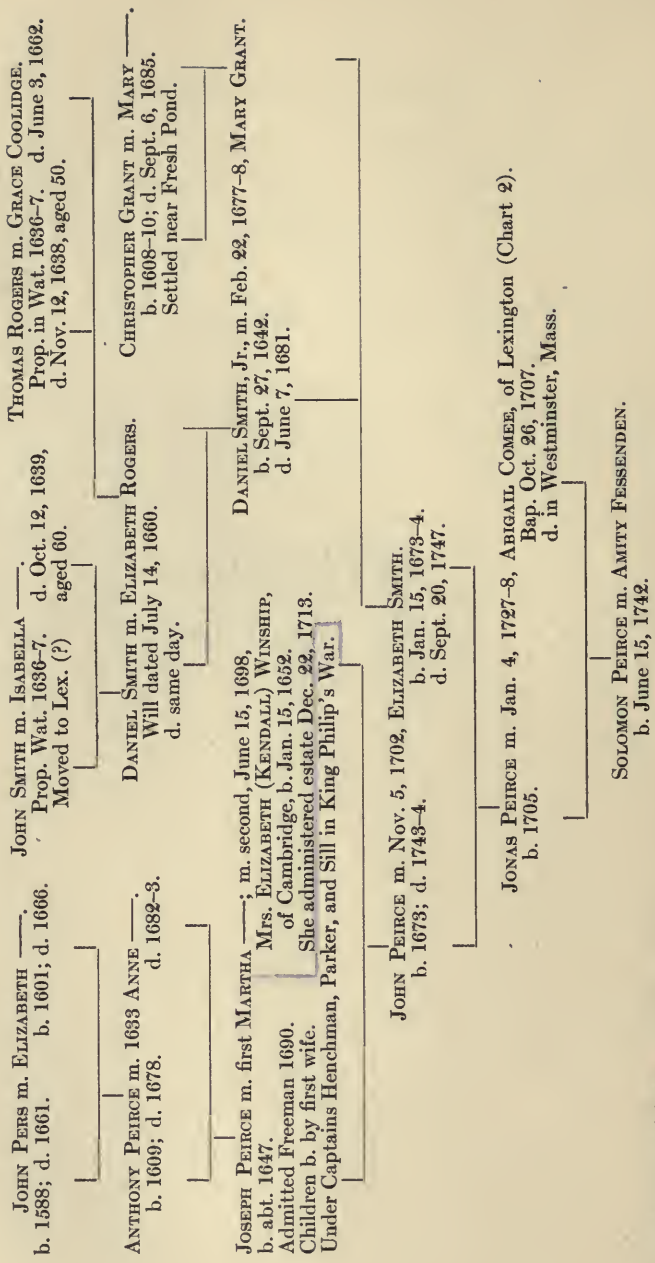 JOHN PERS m. ELIZABETH ——.
b. 1588; d. 1661. b. 1601; d. 1666.
JOHN SMITH m. ISABELLA ——.
Prop. Wat. 1636-7. d. Oct. 12, 1639,
Moved to Lex. (?) aged 60.
THOMAS ROGERS m. GRACE COOLIDGE.
Prop. in Wat. 1636-7. d. June 3, 1662.
d. Nov. 12, 1638, aged 50.
ANTHONY PEIRCE m. 1633 ANNE ——.
b. 1609; d. 1678. d. 1682-3.
DANIEL SMITH m. ELIZABETH ROGERS.
Will dated July 14, 1660.
d. same day.
CHRISTOPHER GRANT m. MARY ——.
b. 1608-10; d. Sept. 6, 1685.
Settled near Fresh Pond.
JOSEPH PEIRCE m. first MARTHA ——; m. second, June 15, 1698,
b. abt. 1647. Mrs. ELIZABETH (KENDALL) WINSHIP,
Admitted Freeman 1690. of Cambridge, b. Jan. 15, 1652.
Children b. by first wife. She administered estate Dec. 22, 1713.
Under Captains Henchman, Parker, and Sill in King Philip's War.
DANIEL SMITH, Jr., m. Feb. 22, 1677-8, MARY GRANT.
b. Sept. 27, 1642.
d. June 7, 1681.
JOHN PEIRCE m. Nov. 5, 1702, ELIZABETH SMITH.
b. 1673; d. 1743-4. b. Jan. 15, 1673-4.
d. Sept. 20, 1747.
JONAS PEIRCE m. Jan. 4, 1727-8, ABIGAIL COMEE, of Lexington (Chart 2).
b. 1705. Bap. Oct. 26, 1707.
d. in Westminster, Mass.
SOLOMON PEIRCE m. AMITY FESSENDEN.
b. June 15, 1742.